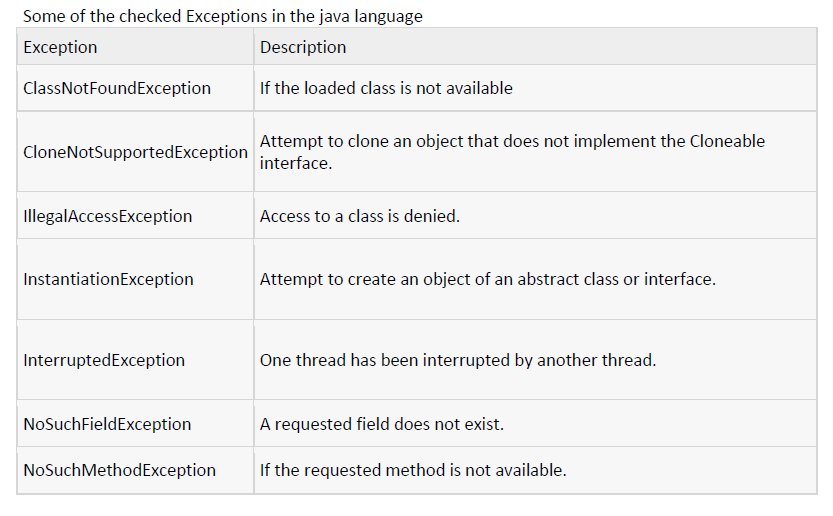 Some of the checked Exceptions in the java language
Exception Description
ClassNotFoundException If the loaded class is not available
CloneNotSupportedException Attempt to clone an object that does not implement the Cloneable
interface.
IllegalAccessException Access to a class is denied.
InstantiationException Attempt to create an object of an abstract class or interface.
InterruptedException One thread has been interrupted by another thread.
NoSuchFieldException A requested field does not exist.
NoSuchMethodException If the requested method is not available.